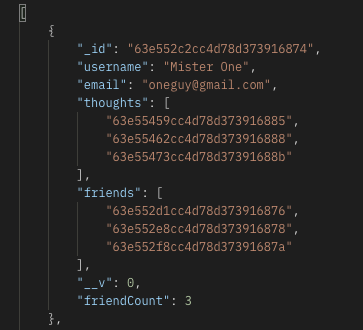 [
{
"_id": "63e552c2cc4d78d373916874",
"username": "Mister One",
"email": "oneguy@gmail.com",
"thoughts": [
"63e55459cc4d78d373916885",
"63e55462cc4d78d373916888",
"63e55473cc4d78d37391688b"
],
"friends": [
"63e552d1cc4d78d373916876",
"63e552e8cc4d78d373916878",
"63e552f8cc4d78d37391687a"
],
"__v": 0,
"friendCount": 3
},